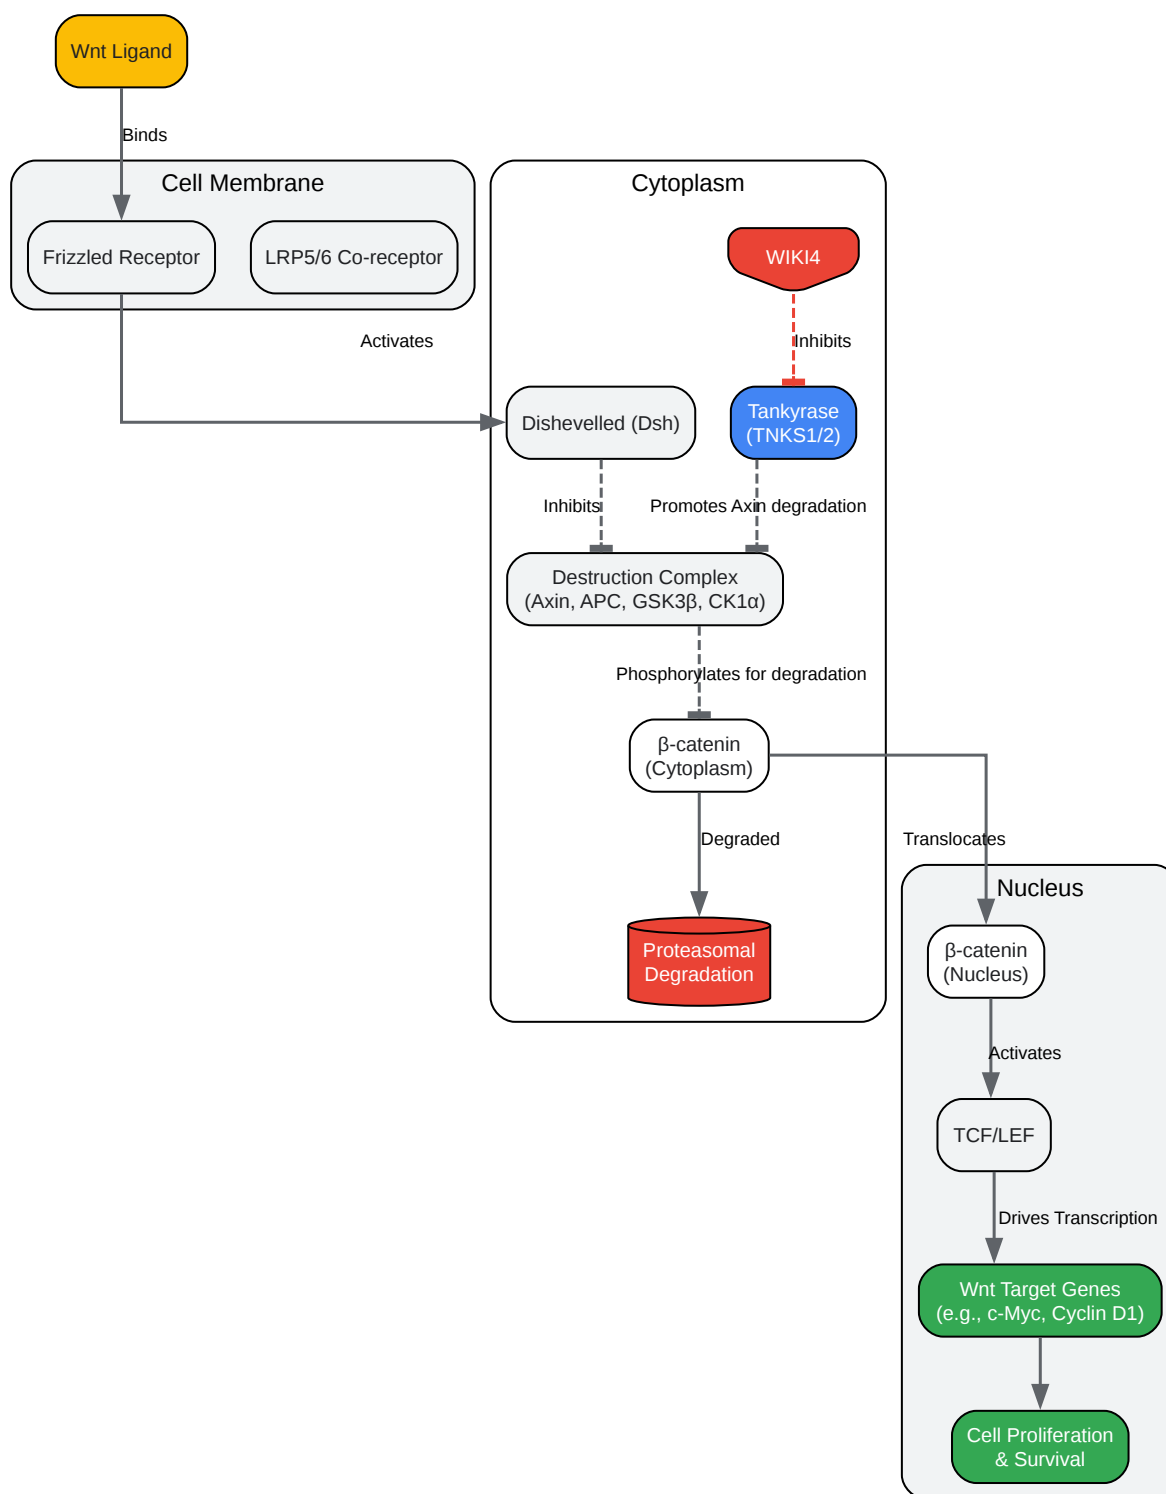 Wnt Ligand
Binds
Cell Membrane
Cytoplasm
Frizzled Receptor
LRP5/6 Co-receptor
WIKI4
Activates
Inhibits
Dishevelled (Dsh)
Tankyrase
(TNKS1/2)
Inhibits
Promotes Axin degradation
Destruction Complex
(Axin, APC, GSK3β, CK1α)
Phosphorylates for degradation
β-catenin
(Cytoplasm)
Degraded
Translocates
Nucleus
Proteasomal
Degradation
β-catenin
(Nucleus)
Activates
TCF/LEF
Drives Transcription
Wnt Target Genes
(e.g., c-Myc, Cyclin D1)
Cell Proliferation
& Survival